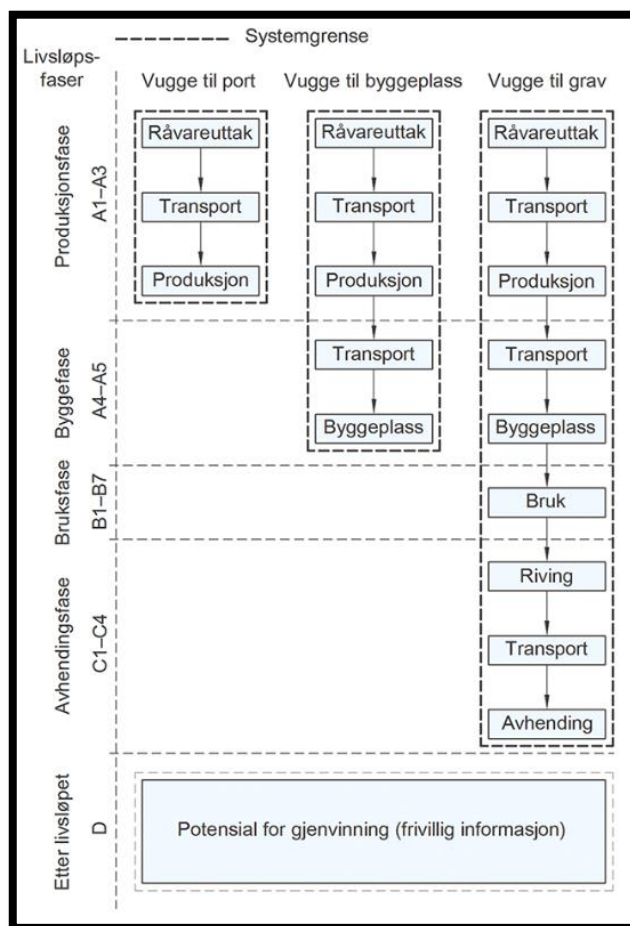 Systemgrense
Livsløps-
faser
Vugge til port
Vugge til byggeplass
Vugge til grav
Produksjonsfase
A1–A3
Råvareuttak
Transport
Produksjon
Råvareuttak
Transport
Produksjon
Råvareuttak
Transport
Produksjon
Byggefase
A4–A5
Transport
Byggeplass
Transport
Byggeplass
Bruksfase
B1–B7
Bruk
Avhendingsfase
C1–C4
Riving
Transport
Avhending
Etter livsløpet
D
Potensial for gjenvinning (frivillig informasjon)